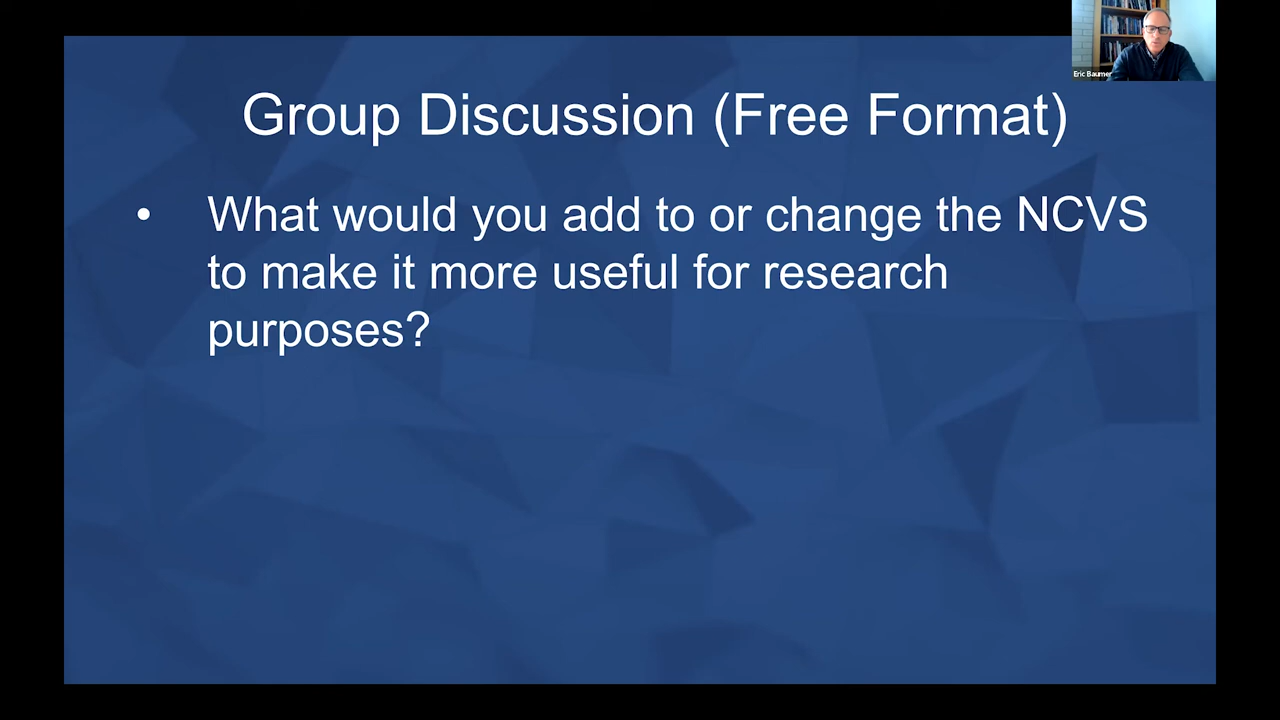 Eric Baumer
Group Discussion (Free Format)
• What would you add to or change the NCVS
to make it more useful for research
purposes?